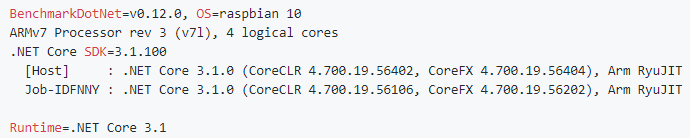 BenchmarkDotNet=v0.12.0, OS=raspbian 10
ARMv7 Processor rev 3 (v7l), 4 logical cores
.NET Core SDK=3.1.100
[Host]     : .NET Core 3.1.0 (CoreCLR 4.700.19.56402, CoreFX 4.700.19.56404), Arm RyuJIT
Job-IDFNNY : .NET Core 3.1.0 (CoreCLR 4.700.19.56106, CoreFX 4.700.19.56202), Arm RyuJIT
Runtime=.NET Core 3.1